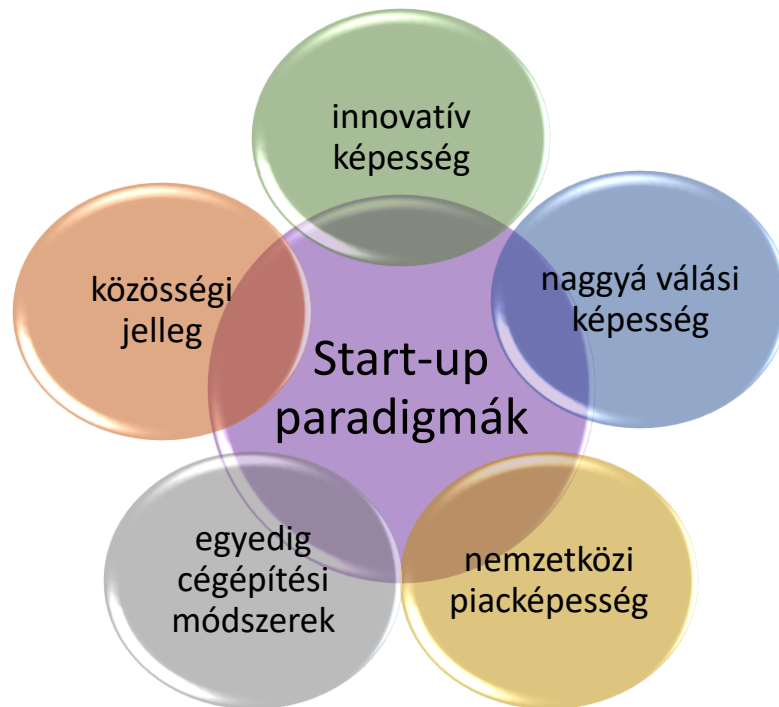 innovatív
képesség
naggyá válási
képesség
nemzetközi
piacképesség
egyedig
cégépítési
módszerek
közösségi
jelleg
Start-up
paradigmák